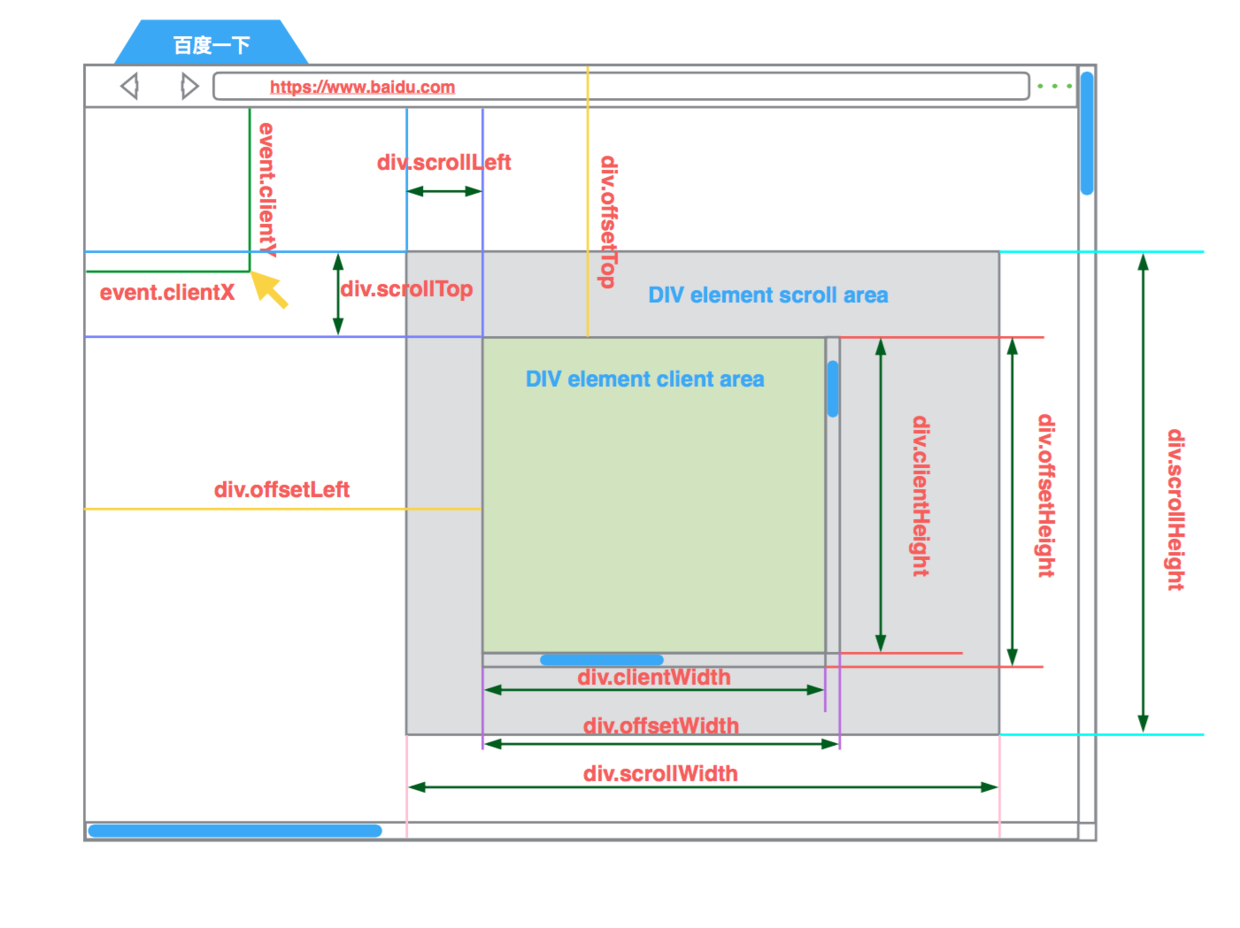 百度一下
https://www.baidu.com
event.clientY
div.scrollLeft
div.offsetTop
event.clientX
div.scrollTop
DIV element scroll area
DIV element client area
div.offsetLeft
div.clientHeight
div.offsetHeight
div.scrollHeight
div.clientWidth
div.offsetWidth
div.scrollWidth